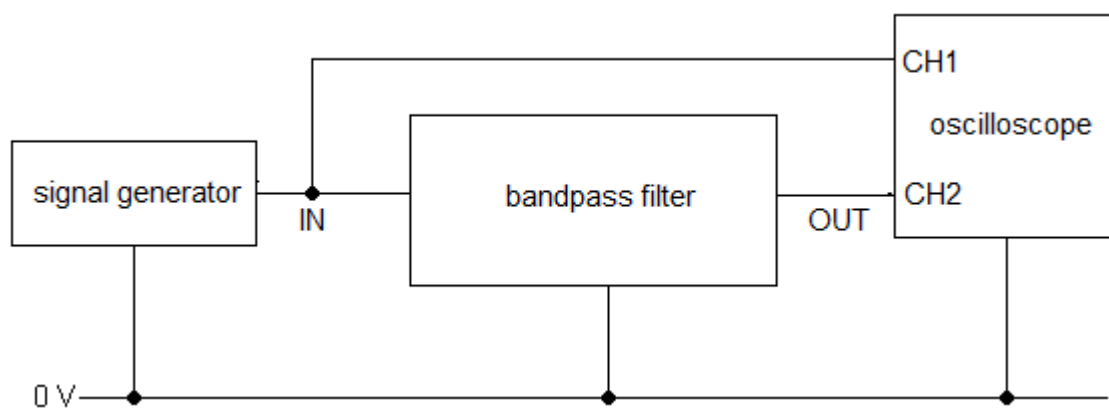 CH1
oscilloscope
signal generator
bandpass filter
CH2
IN
OUT
0 V